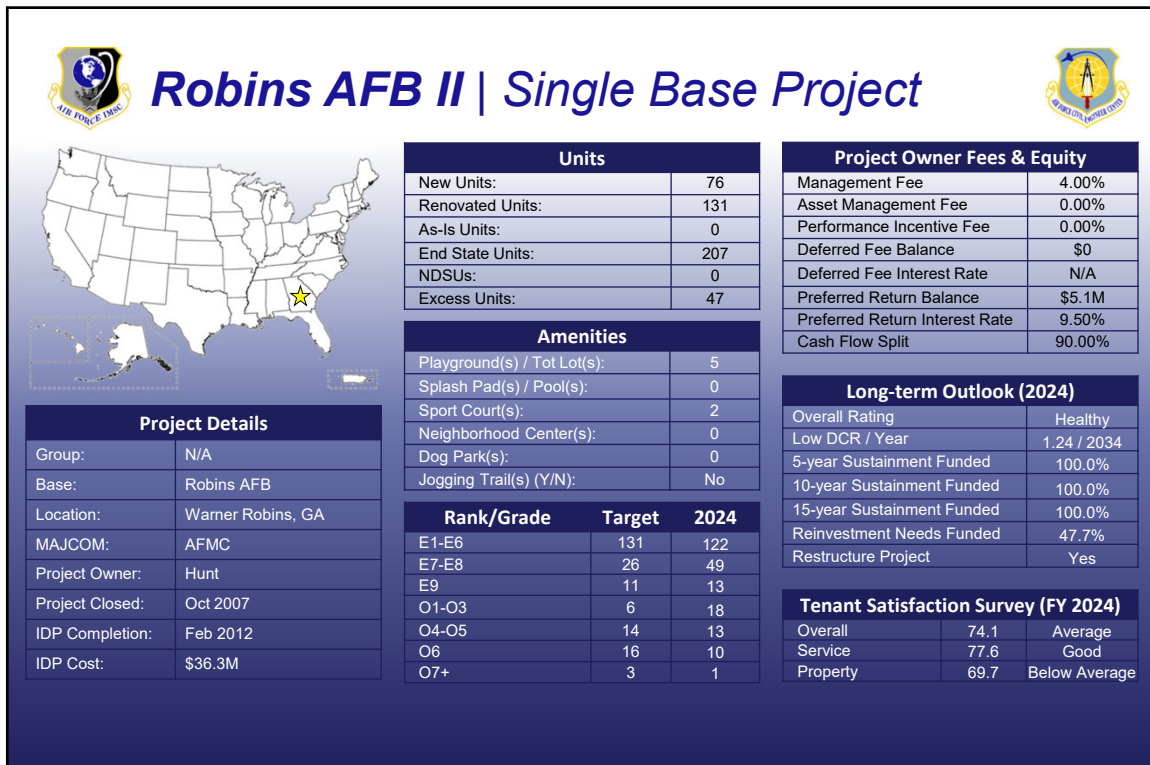 Robins AFB II | Single Base Project
AIR FORCE IMSC
AIR FORCE CIVIL ENGINEER CENTER
Project Details
Group: N/A
Base: Robins AFB
Location: Warner Robins, GA
MAJCOM: AFMC
Project Owner: Hunt
Project Closed: Oct 2007
IDP Completion: Feb 2012
IDP Cost: $36.3M
Units
New Units: 76
Renovated Units: 131
As-Is Units: 0
End State Units: 207
NDSUs: 0
Excess Units: 47
Amenities
Playground(s) / Tot Lot(s): 5
Splash Pad(s) / Pool(s): 0
Sport Court(s): 2
Neighborhood Center(s): 0
Dog Park(s): 0
Jogging Trail(s) (Y/N): No
Rank/Grade Target 2024
E1-E6 131 122
E7-E8 26 49
E9 11 13
O1-O3 6 18
O4-O5 14 13
O6 16 10
O7+ 3 1
Project Owner Fees & Equity
Management Fee 4.00%
Asset Management Fee 0.00%
Performance Incentive Fee 0.00%
Deferred Fee Balance $0
Deferred Fee Interest Rate N/A
Preferred Return Balance $5.1M
Preferred Return Interest Rate 9.50%
Cash Flow Split 90.00%
Long-term Outlook (2024)
Overall Rating Healthy
Low DCR / Year 1.24 / 2034
5-year Sustainment Funded 100.0%
10-year Sustainment Funded 100.0%
15-year Sustainment Funded 100.0%
Reinvestment Needs Funded 47.7%
Restructure Project Yes
Tenant Satisfaction Survey (FY 2024)
Overall 74.1 Average
Service 77.6 Good
Property 69.7 Below Average